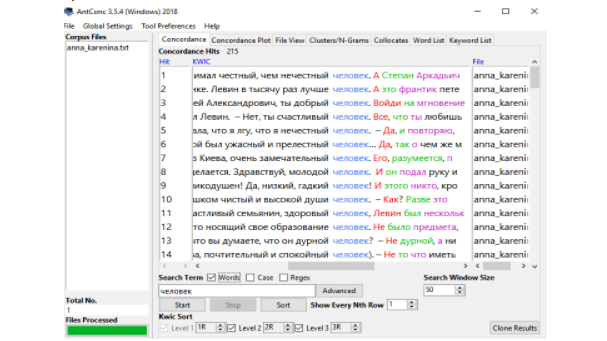 AntConc 3.5.4 (Windows) 2018
File Global Settings Tool Preferences Help
Corpus Files
anna_karenina.txt
Concordance Concordance Plot File View Clusters/N-Grams Collocates Word List Keyword List
Concordance Hits 215
Hit KWIC File
1 имал честный, чем нечестный человек. А Степан Аркадьич anna_kareni
2 нке. Левин в тысячу раз лучше человек. А это франтик пете anna_kareni
3 ей Александрович, ты добрый человек. Войди на мгновение anna_kareni
4 л Левин. – Нет, ты счастливый человек. Все, что ты любишь anna_kareni
5 ала, что я лгу, что я нечестный человек. – Да, и повторяю, anna_kareni
6 ой был ужасный и прелестный человек... Да, так о чем же м anna_kareni
7 з Киева, очень замечательный человек. Его, разумеется, п anna_kareni
8 делается. Здравствуй, молодой человек. И он подал руку и anna_kareni
9 никодушен! Да, низкий, гадкий человек! И этого никто, кро anna_kareni
10 шком чистый и высокой души человек. – Как? Разве это anna_kareni
11 астливый семьянин, здоровый человек, Левин был нескольк anna_kareni
12 то носящий свое образование человек. Не было предмета, anna_kareni
13 что вы думаете, что он дурной человек? – Не дурной, а ни anna_kareni
14 а, почтительный и спокойный человек). – Не то что иметь anna_kareni
Search Term Words Case Regex Search Window Size
человек Advanced 50
Start Stop Sort Show Every Nth Row 1
Kwic Sort
Level 1 1R Level 2 2R Level 3 3R Clone Results
Total No.
1
Files Processed